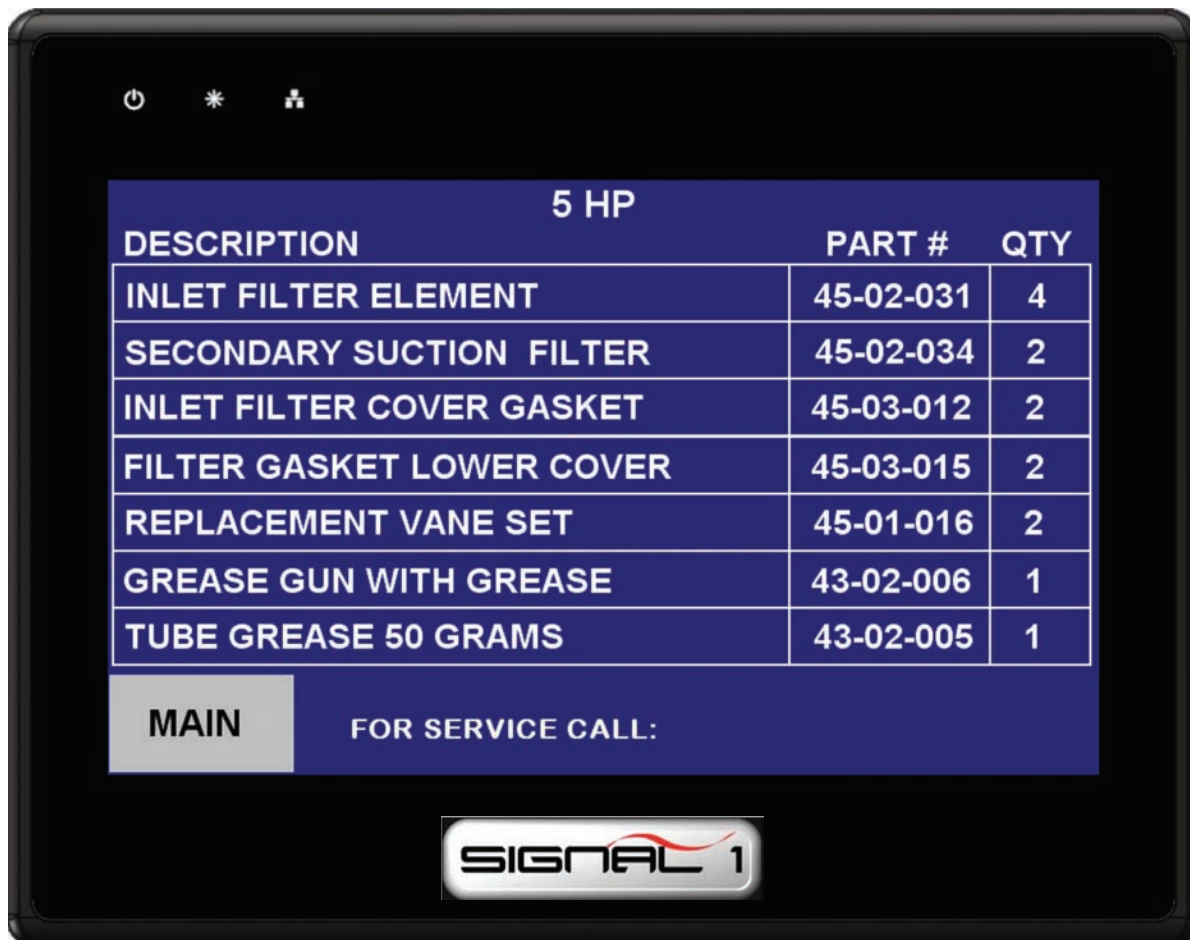 5 HP
DESCRIPTION PART # QTY
INLET FILTER ELEMENT 45-02-031 4
SECONDARY SUCTION FILTER 45-02-034 2
INLET FILTER COVER GASKET 45-03-012 2
FILTER GASKET LOWER COVER 45-03-015 2
REPLACEMENT VANE SET 45-01-016 2
GREASE GUN WITH GREASE 43-02-006 1
TUBE GREASE 50 GRAMS 43-02-005 1
MAIN FOR SERVICE CALL:
SIGNAL 1